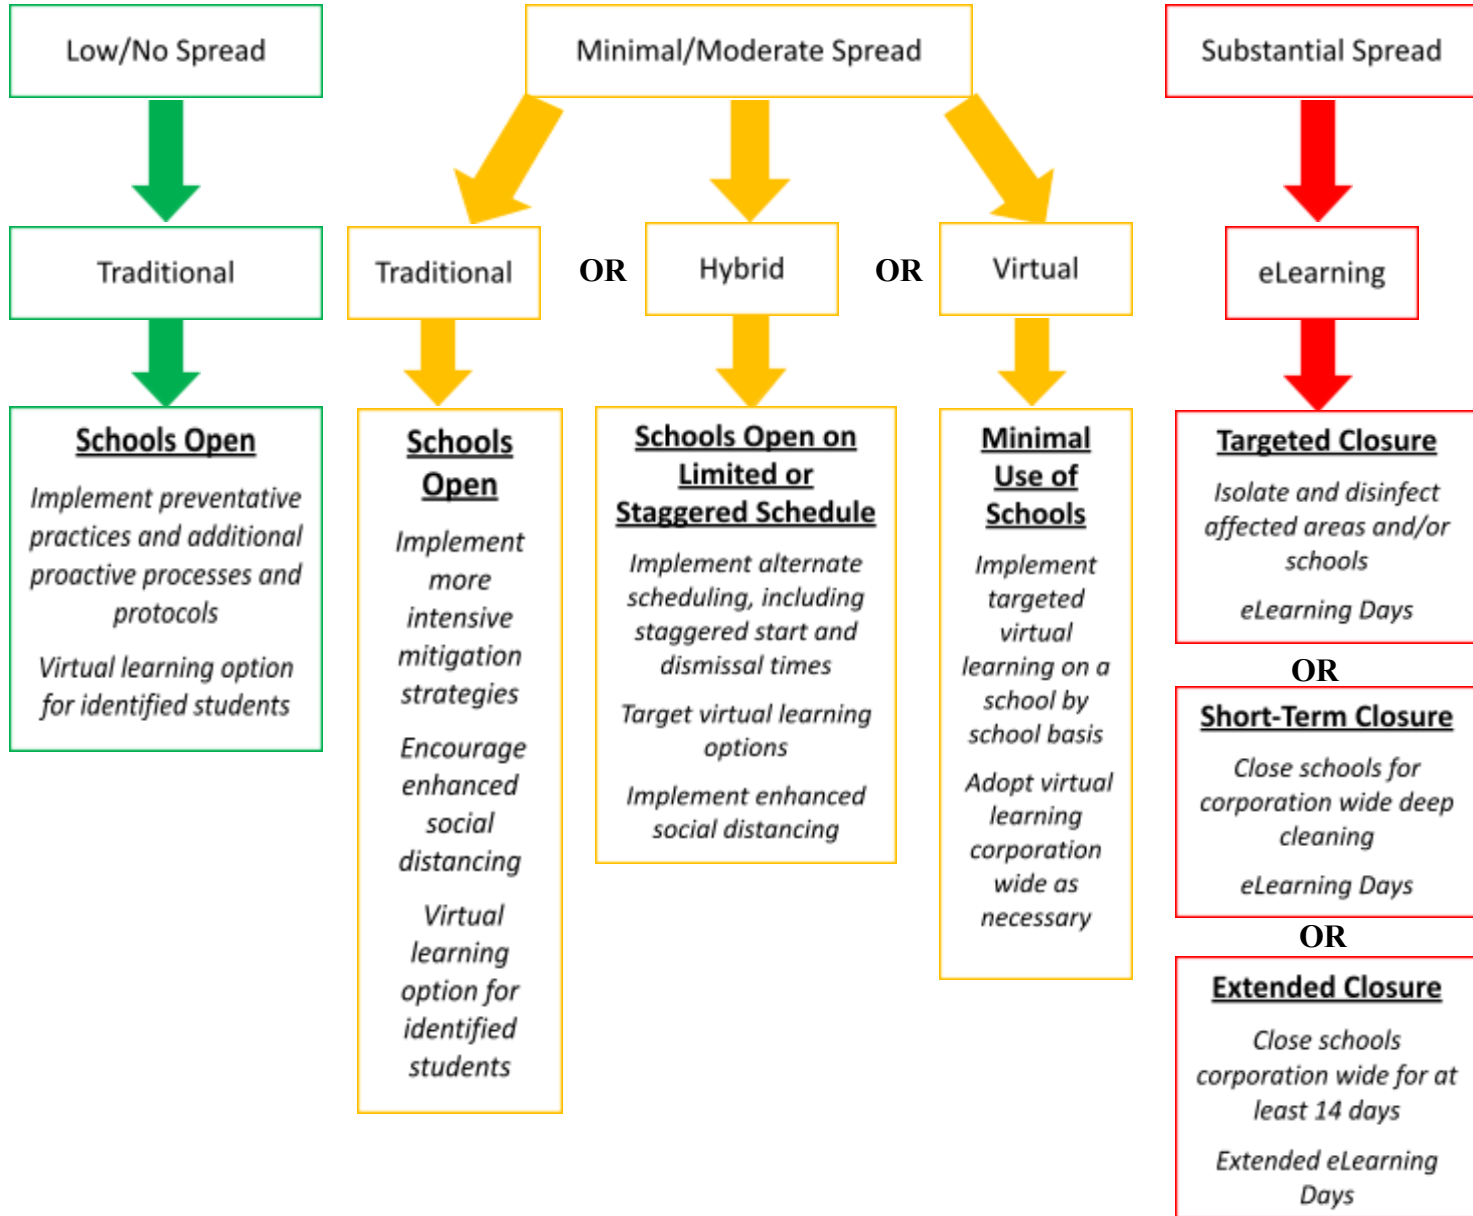 Low/No Spread
Traditional
Schools Open
Implement preventative
practices and additional
proactive processes and
protocols
Virtual learning option
for identified students
Minimal/Moderate Spread
Traditional
OR
Hybrid
OR
Virtual
Schools
Open
Implement
more
intensive
mitigation
strategies
Encourage
enhanced
social
distancing
Virtual
learning
option for
identified
students
Schools Open on
Limited or
Staggered Schedule
Implement alternate
scheduling, including
staggered start and
dismissal times
Target virtual learning
options
Implement enhanced
social distancing
Minimal
Use of
Schools
Implement
targeted
virtual
learning on a
school by
school basis
Adopt virtual
learning
corporation
wide as
necessary
Substantial Spread
eLearning
Targeted Closure
Isolate and disinfect
affected areas and/or
schools
eLearning Days
OR
Short-Term Closure
Close schools for
corporation wide deep
cleaning
eLearning Days
OR
Extended Closure
Close schools
corporation wide for at
least 14 days
Extended eLearning
Days